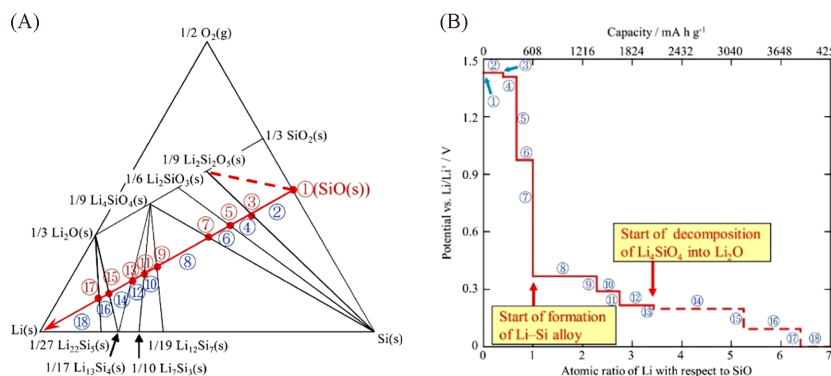 (A)
1/2 O₂(g)
1/3 SiO₂(s)
1/9 Li₂Si₂O₅(s)
1/6 Li₂SiO₃(s)
①(SiO(s))
1/9 Li₄SiO₄(s)
③
②
⑤
④
⑦
⑥
1/3 Li₂O(s)
⑨
⑧
⑪
⑩
⑬
⑫
⑮
⑭
⑰
⑯
⑱
Li(s)
Si(s)
1/27 Li₂₂Si₅(s)
1/19 Li₁₂Si₇(s)
1/17 Li₁₃Si₄(s)
1/10 Li₇Si₃(s)
(B)
Capacity / mA h g⁻¹
0 608 1216 1824 2432 3040 3648 425
Potential vs. Li/Li⁺ / V
1.5
1.2
0.9
0.6
0.3
0
② ③
① ④
⑤
⑥
⑦
Start of decomposition
of Li₄SiO₄ into Li₂O
⑧
⑨ ⑩
⑪ ⑫
⑬ ⑭
⑮ ⑯
⑰ ⑱
Start of formation
of Li–Si alloy
0 1 2 3 4 5 6 7
Atomic ratio of Li with respect to SiO